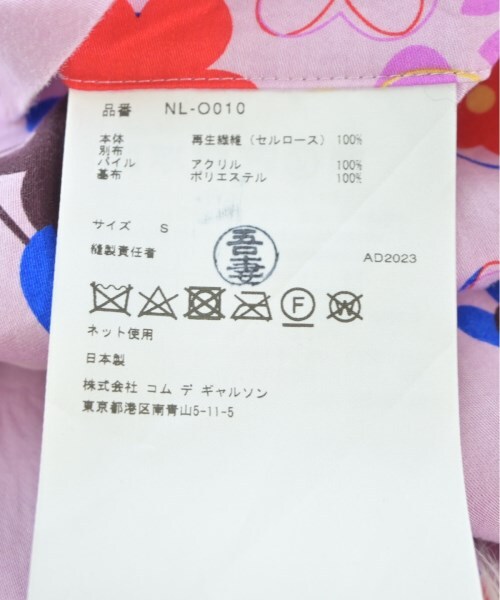 品番 NL-O010
本体 再生繊維（セルロース） 100%
別布
パイル アクリル 100%
基布 ポリエステル 100%
サイズ S
縫製責任者 吾妻 AD2023
F W
ネット使用
日本製
株式会社 コム デ ギャルソン
東京都港区南青山5-11-5